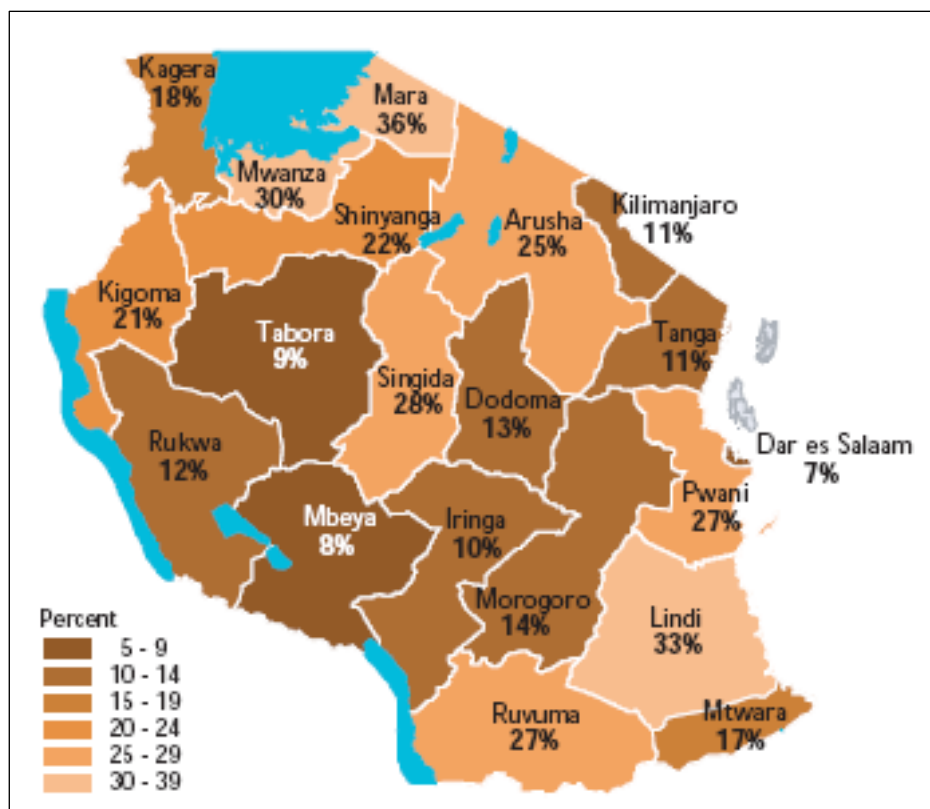 Kagera
18%
Mara
36%
Mwanza
30%
Shinyanga
22%
Arusha
25%
Kilimanjaro
11%
Kigoma
21%
Tabora
9%
Singida
28%
Dodoma
13%
Tanga
11%
Dar es Salaam
7%
Rukwa
12%
Mbeya
8%
Iringa
10%
Pwani
27%
Morogoro
14%
Lindi
33%
Ruvuma
27%
Mtwara
17%
Percent
5 - 9
10 - 14
15 - 19
20 - 24
25 - 29
30 - 39